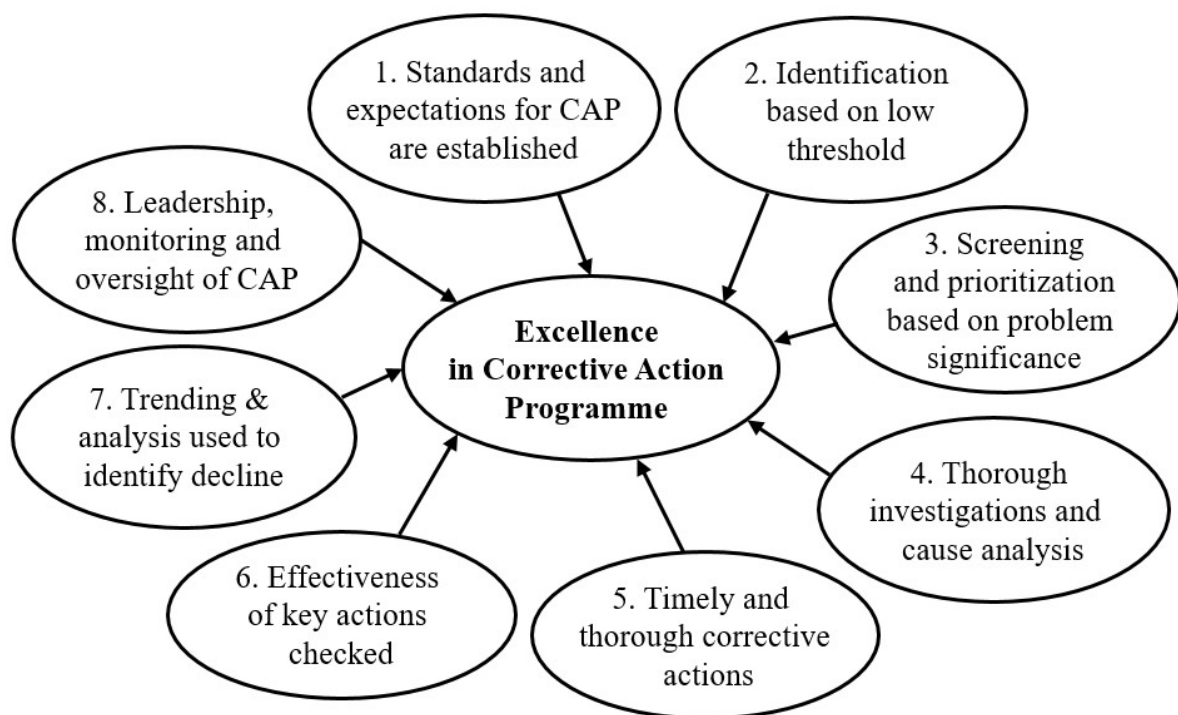 1. Standards and
expectations for CAP
are established
2. Identification
based on low
threshold
3. Screening
and prioritization
based on problem
significance
4. Thorough
investigations and
cause analysis
5. Timely and
thorough corrective
actions
6. Effectiveness
of key actions
checked
7. Trending &
analysis used to
identify decline
8. Leadership,
monitoring and
oversight of CAP
Excellence
in Corrective Action
Programme